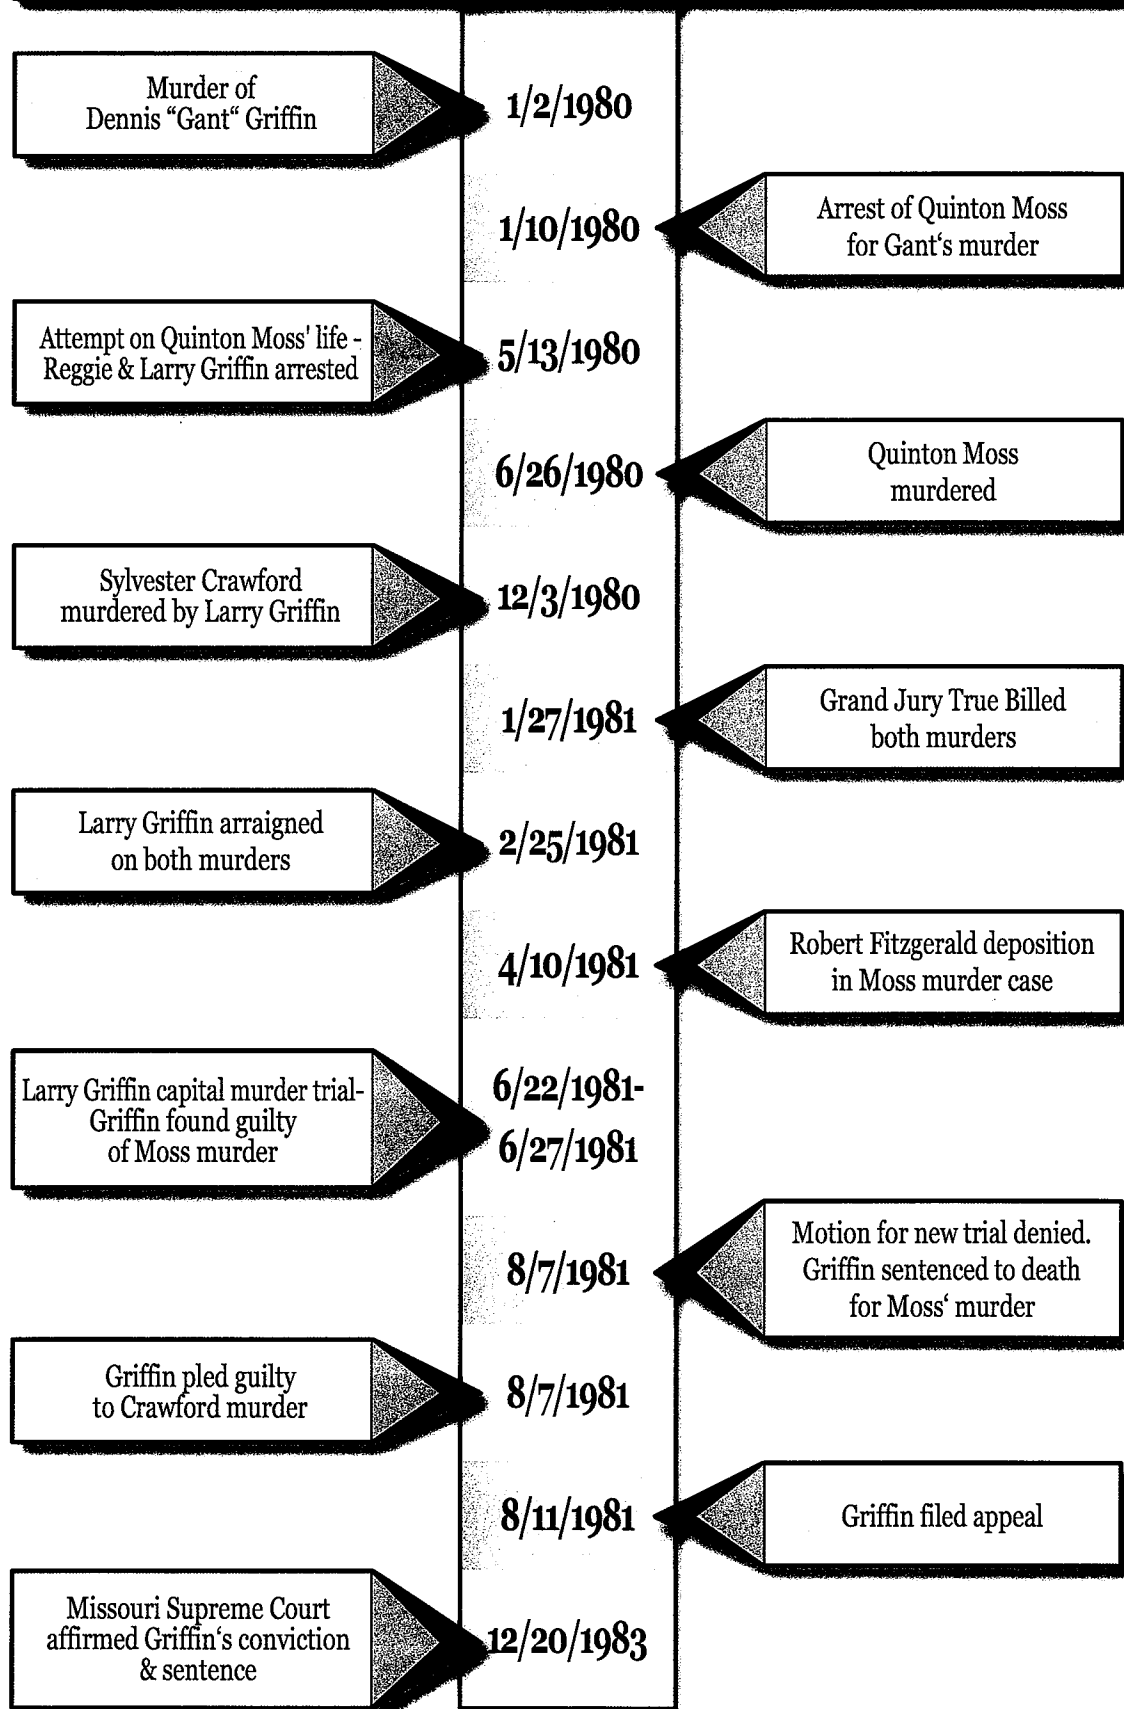 Murder of
Dennis “Gant“ Griffin
1/2/1980
1/10/1980
Arrest of Quinton Moss
for Gant‘s murder
Attempt on Quinton Moss' life -
Reggie & Larry Griffin arrested
5/13/1980
6/26/1980
Quinton Moss
murdered
Sylvester Crawford
murdered by Larry Griffin
12/3/1980
1/27/1981
Grand Jury True Billed
both murders
Larry Griffin arraigned
on both murders
2/25/1981
4/10/1981
Robert Fitzgerald deposition
in Moss murder case
Larry Griffin capital murder trial-
Griffin found guilty
of Moss murder
6/22/1981-
6/27/1981
8/7/1981
Motion for new trial denied.
Griffin sentenced to death
for Moss‘ murder
Griffin pled guilty
to Crawford murder
8/7/1981
8/11/1981
Griffin filed appeal
Missouri Supreme Court
affirmed Griffin‘s conviction
& sentence
12/20/1983